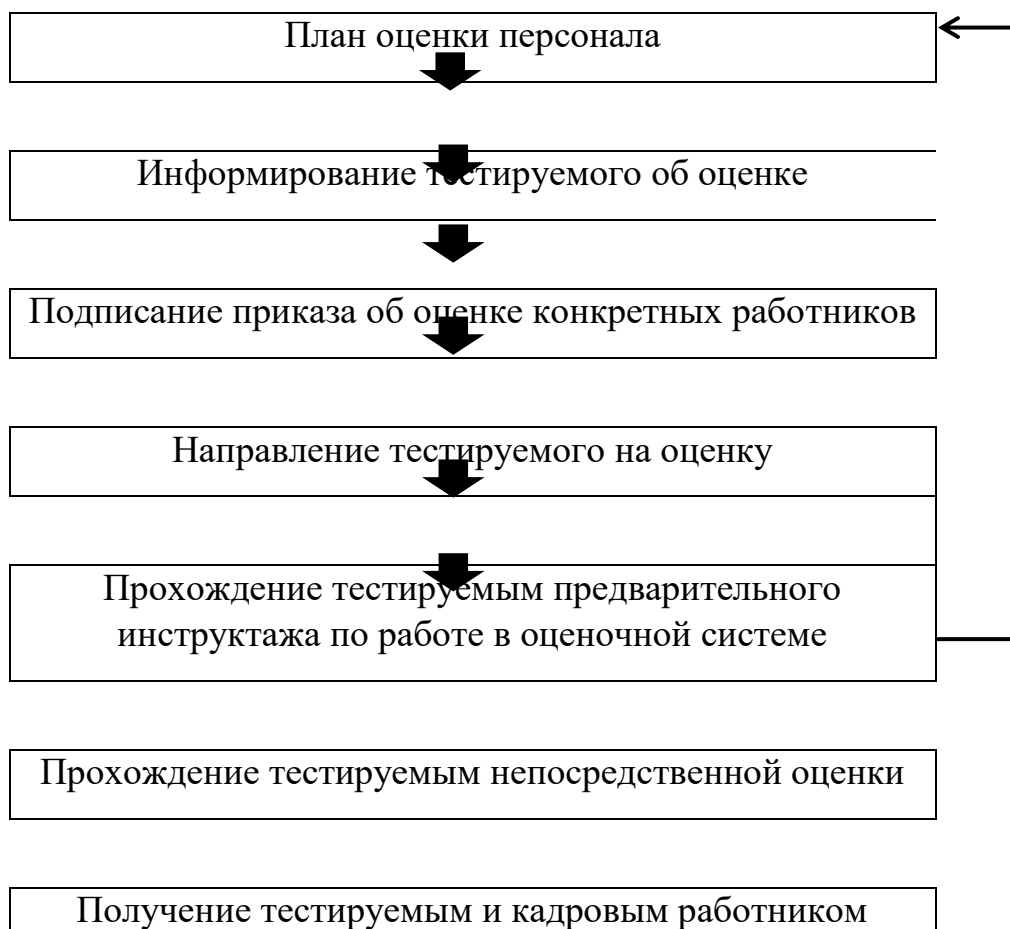 План оценки персонала
Информирование тестируемого об оценке
Подписание приказа об оценке конкретных работников
Направление тестируемого на оценку
Прохождение тестируемым предварительного
инструктажа по работе в оценочной системе
Прохождение тестируемым непосредственной оценки
Получение тестируемым и кадровым работником